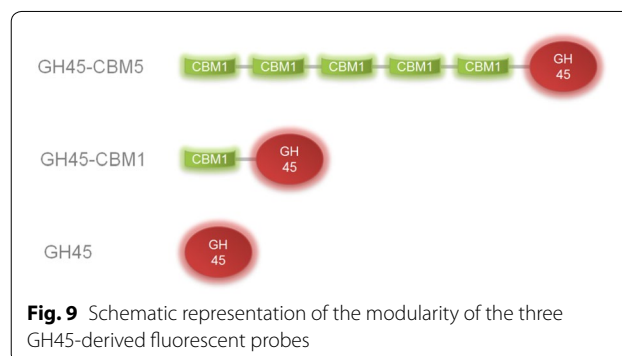 GH45-CBM5 CBM1 CBM1 CBM1 CBM1 CBM1 GH
45
GH45-CBM1 CBM1 GH
45
GH45 GH
45
Fig. 9 Schematic representation of the modularity of the three
GH45-derived fluorescent probes